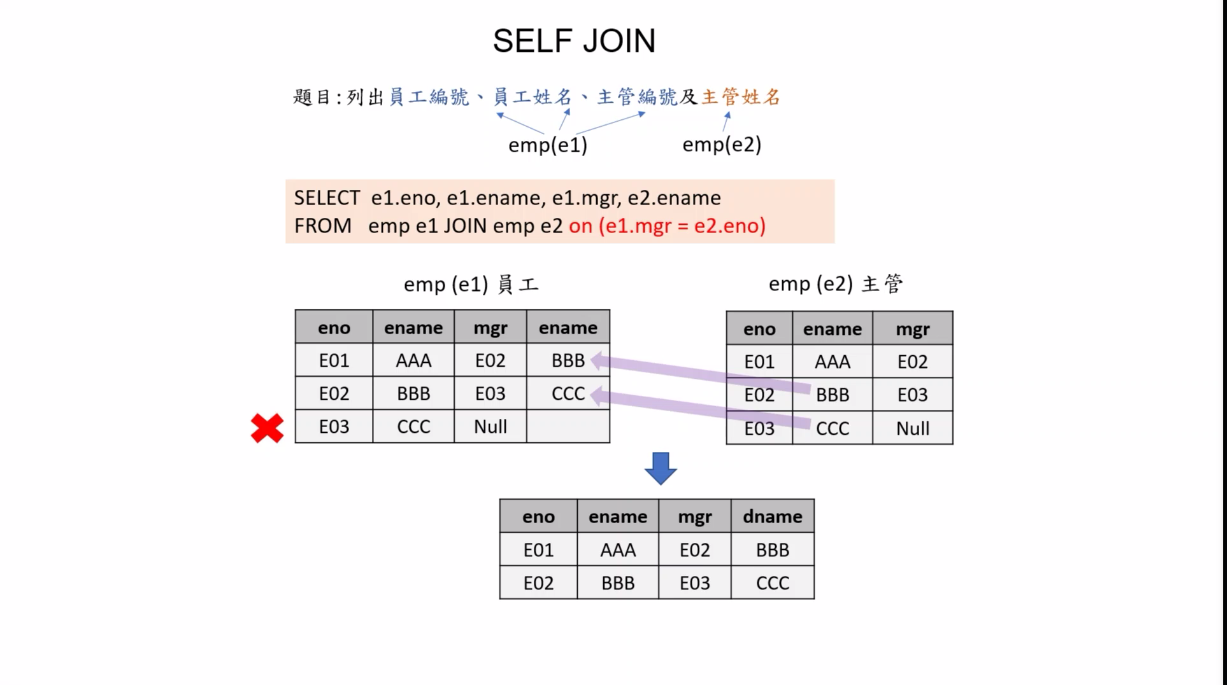 SELF JOIN
題目:列出員工編號、員工姓名、主管編號及主管姓名
emp(e1) emp(e2)
SELECT e1.eno, e1.ename, e1.mgr, e2.ename
FROM emp e1 JOIN emp e2 on (e1.mgr = e2.eno)
emp (e1) 員工
eno ename mgr ename
E01 AAA E02 BBB
E02 BBB E03 CCC
E03 CCC Null
emp (e2) 主管
eno ename mgr
E01 AAA E02
E02 BBB E03
E03 CCC Null
eno ename mgr dname
E01 AAA E02 BBB
E02 BBB E03 CCC